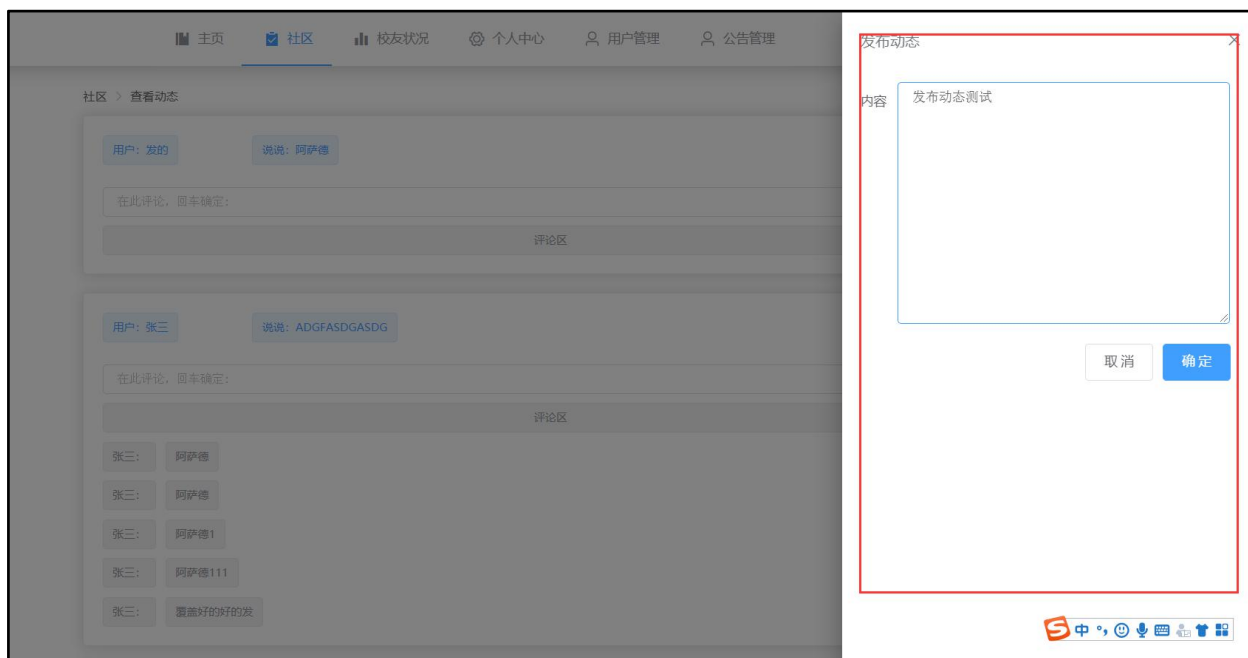 主页 社区 校友状况 个人中心 用户管理 公告管理
社区 > 查看动态
用户：发的 说说：阿萨德
在此评论，回车确定：
评论区
用户：张三 说说：ADGFASDGASDG
在此评论，回车确定：
评论区
张三： 阿萨德
张三： 阿萨德
张三： 阿萨德1
张三： 阿萨德111
张三： 覆盖好的好的发
发布动态
内容 发布动态测试
取消 确定
中